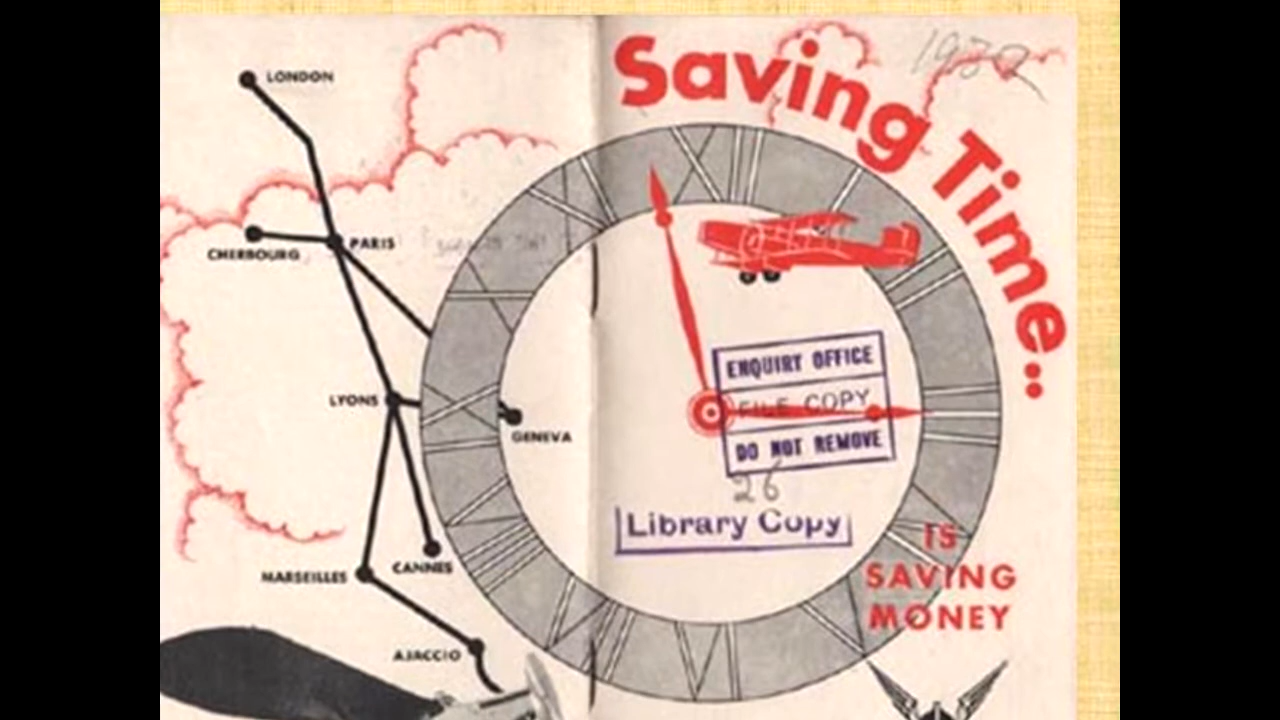 Saving Time..
1932
LONDON
CHERBOURG
PARIS
LYONS
GENEVA
CANNES
MARSEILLES
AJACCIO
ENQUIRY OFFICE
FILE COPY
DO NOT REMOVE
26
Library Copy
IS
SAVING
MONEY